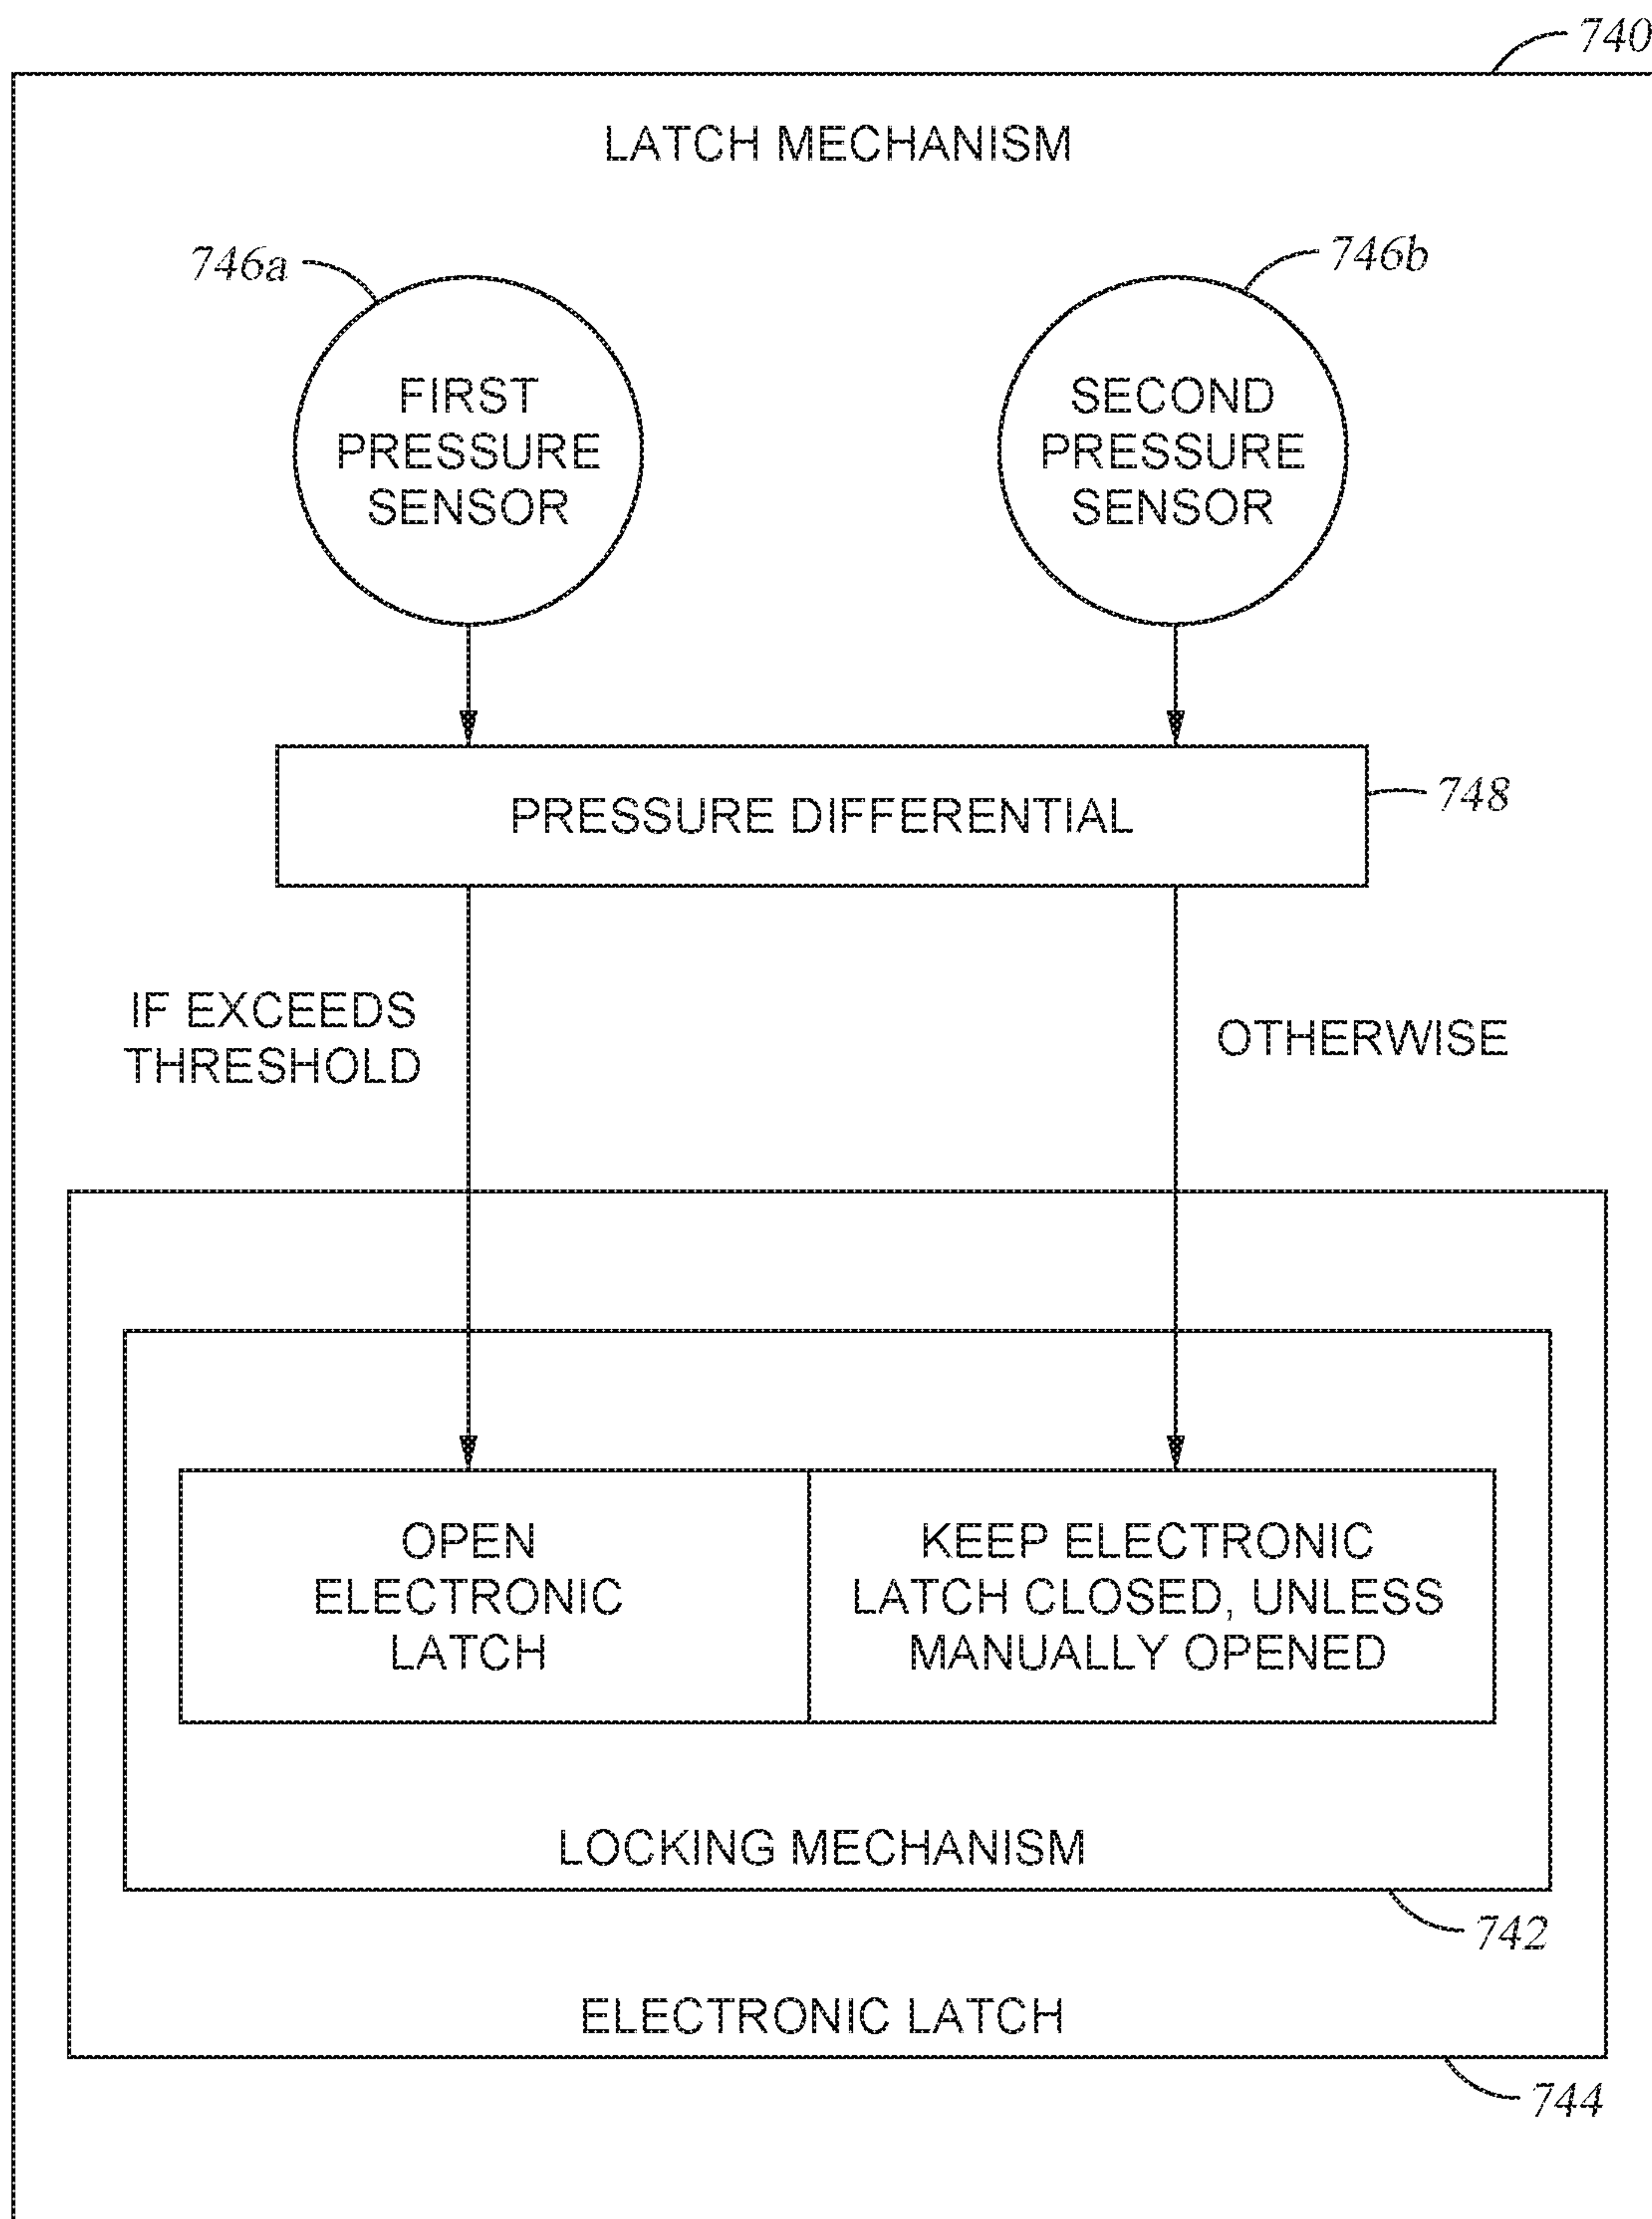 740
LATCH MECHANISM
746a
746b
FIRST
PRESSURE
SENSOR
SECOND
PRESSURE
SENSOR
PRESSURE DIFFERENTIAL
748
IF EXCEEDS
THRESHOLD
OTHERWISE
OPEN
ELECTRONIC
LATCH
KEEP ELECTRONIC
LATCH CLOSED, UNLESS
MANUALLY OPENED
LOCKING MECHANISM
742
ELECTRONIC LATCH
744